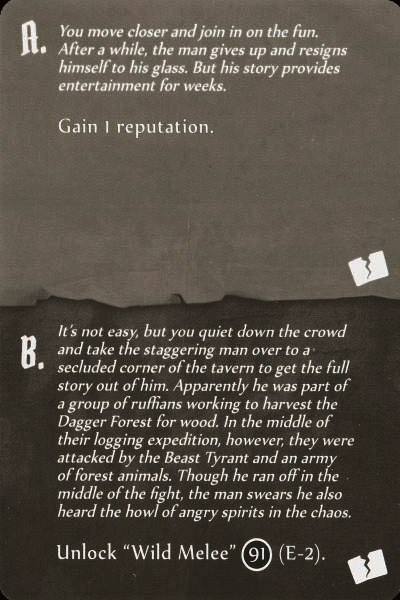 A. You move closer and join in on the fun.
After a while, the man gives up and resigns
himself to his glass. But his story provides
entertainment for weeks.
Gain 1 reputation.
B. It's not easy, but you quiet down the crowd
and take the staggering man over to a
secluded corner of the tavern to get the full
story out of him. Apparently he was part of
a group of ruffians working to harvest the
Dagger Forest for wood. In the middle of
their logging expedition, however, they were
attacked by the Beast Tyrant and an army
of forest animals. Though he ran off in the
middle of the fight, the man swears he also
heard the howl of angry spirits in the chaos.
Unlock “Wild Melee” 91 (E-2).